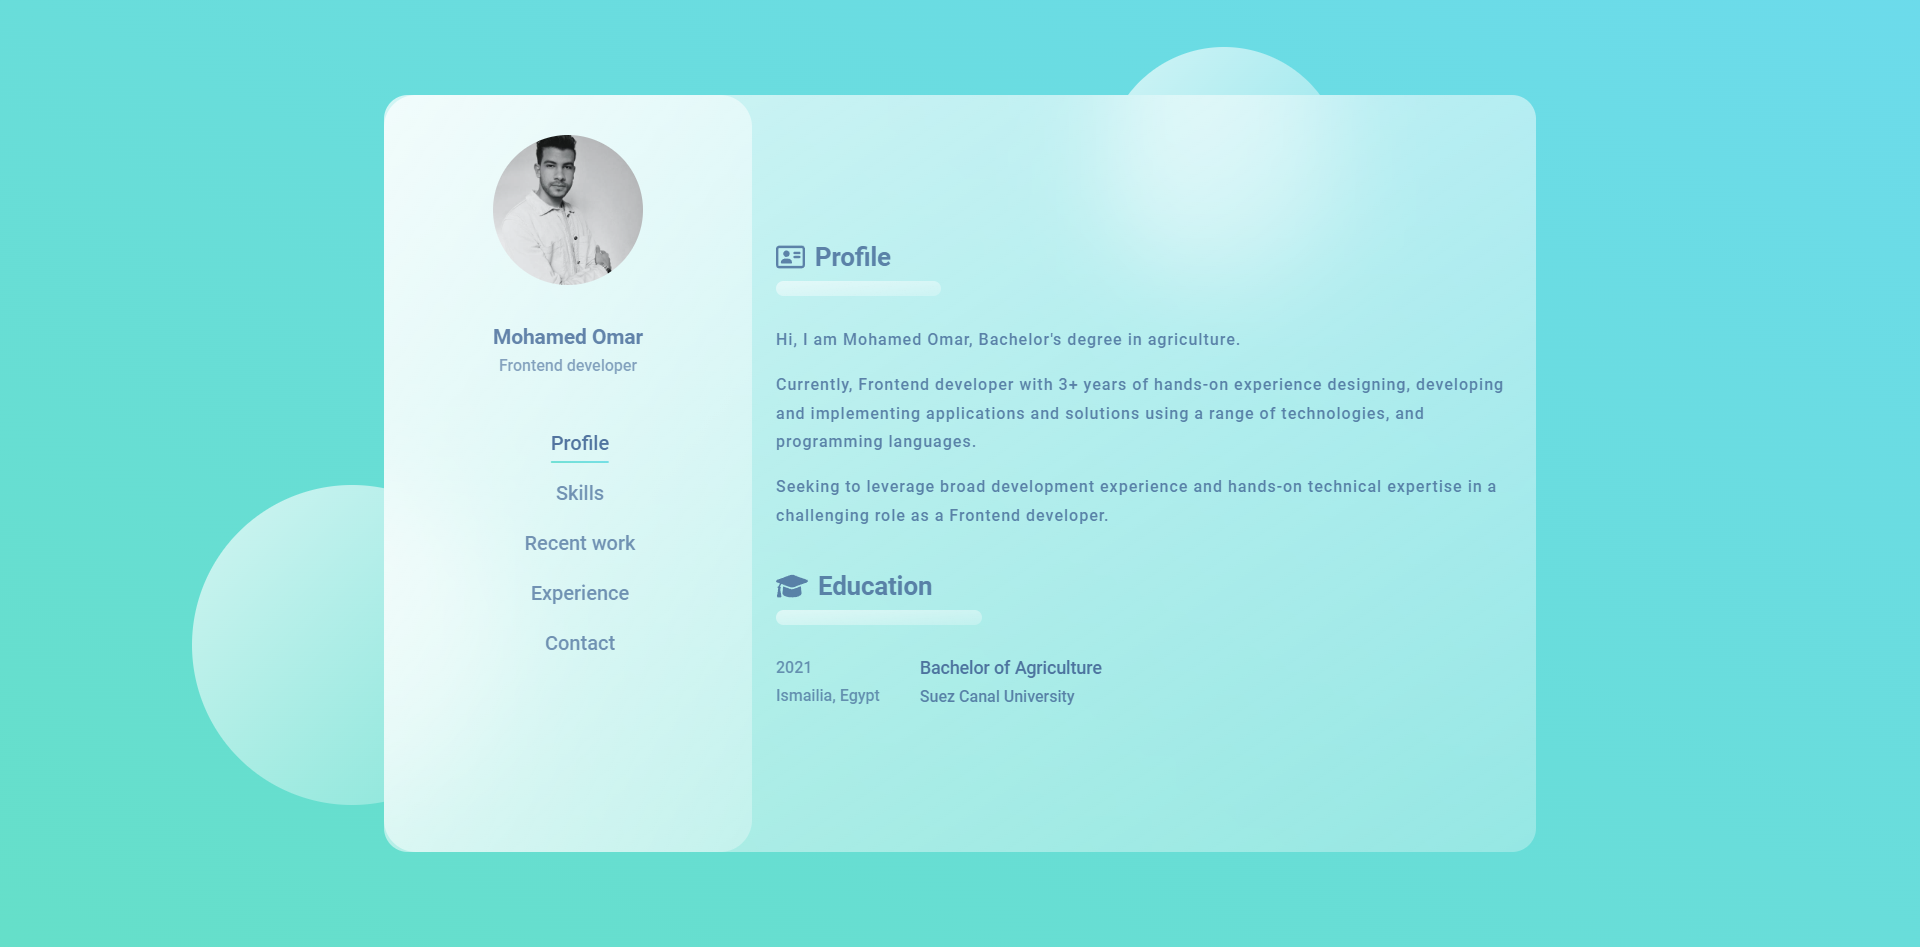 Mohamed Omar
Frontend developer
Profile
Skills
Recent work
Experience
Contact
Profile
Hi, I am Mohamed Omar, Bachelor's degree in agriculture.
Currently, Frontend developer with 3+ years of hands-on experience designing, developing
and implementing applications and solutions using a range of technologies, and
programming languages.
Seeking to leverage broad development experience and hands-on technical expertise in a
challenging role as a Frontend developer.
Education
2021
Ismailia, Egypt
Bachelor of Agriculture
Suez Canal University